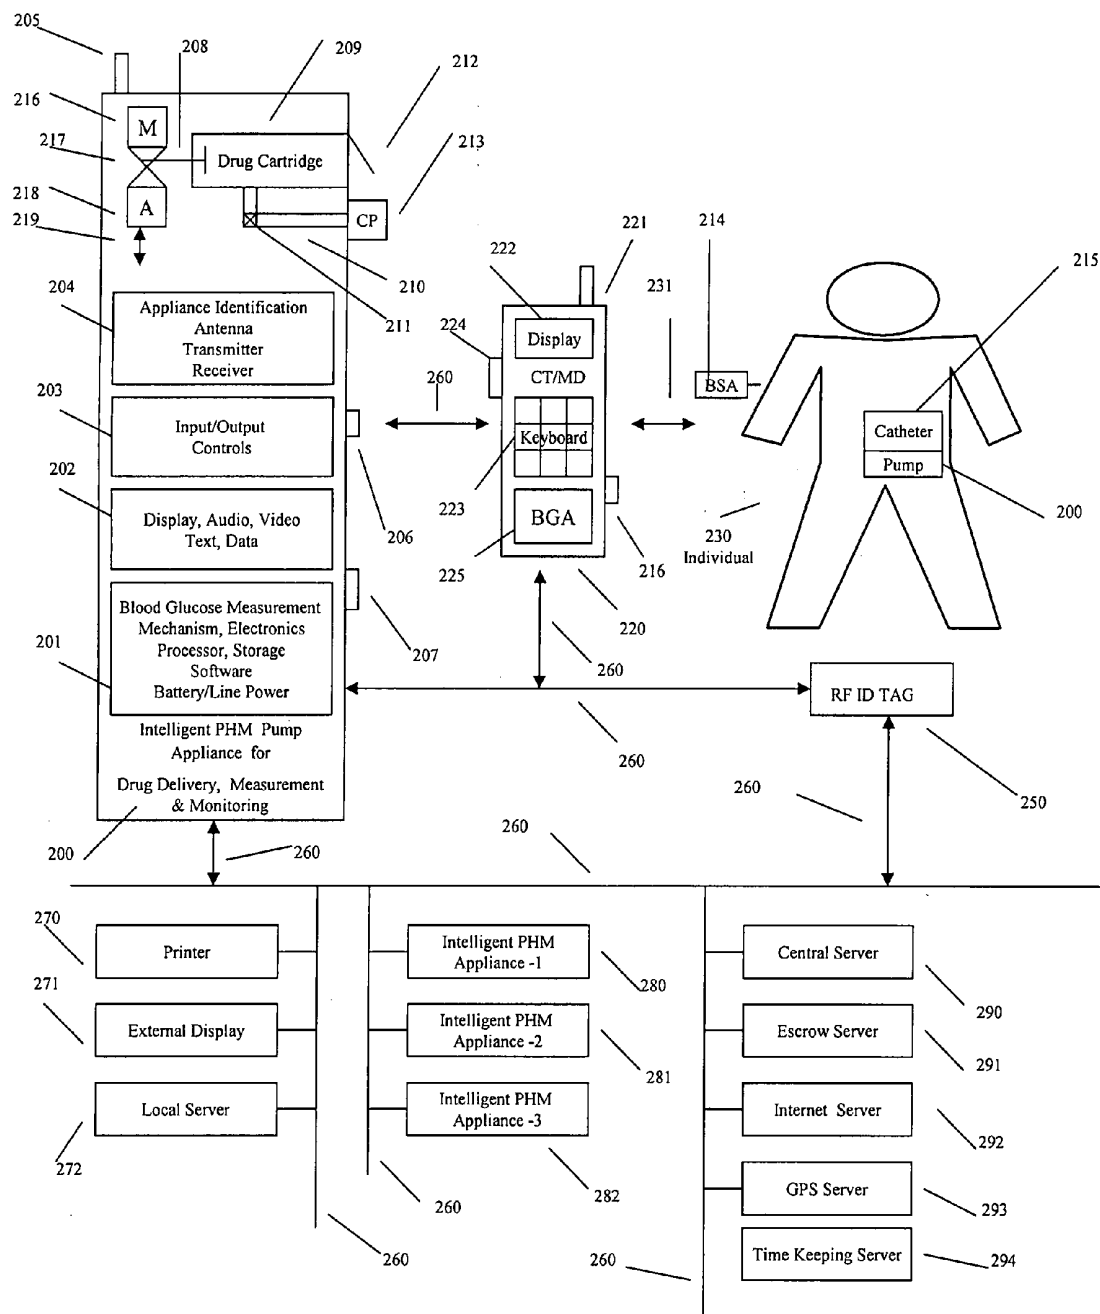 205
208
209
212
216
M
217
Drug Cartridge
213
218
A
219
CP
210
211
221
222
214
215
231
204
Appliance Identification
Antenna
Transmitter
Receiver
224
Display
CT/MD
BSA
203
Input/Output
Controls
260
Keyboard
Catheter
Pump
202
Display, Audio, Video
Text, Data
206
223
BGA
225
216
230
Individual
200
220
201
Blood Glucose Measurement
Mechanism, Electronics
Processor, Storage
Software
Battery/Line Power
207
260
RF ID TAG
260
250
Intelligent PHM Pump
Appliance for
Drug Delivery, Measurement
& Monitoring
200
260
260
260
270
Printer
Intelligent PHM
Appliance -1
280
Central Server
290
271
External Display
Intelligent PHM
Appliance -2
281
Escrow Server
291
272
Local Server
Intelligent PHM
Appliance -3
282
Internet Server
292
260
260
GPS Server
293
260
Time Keeping Server
294